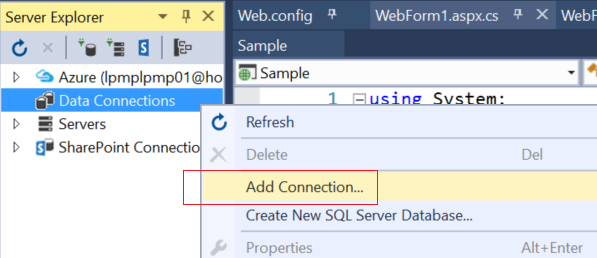 Server Explorer
Web.config
WebForm1.aspx.cs
WebF
Sample
Azure (lpmplpmp01@ho
Sample
Data Connections
1
using System;
Servers
Refresh
SharePoint Connection
Delete Del
Add Connection...
Create New SQL Server Database...
Properties Alt+Enter